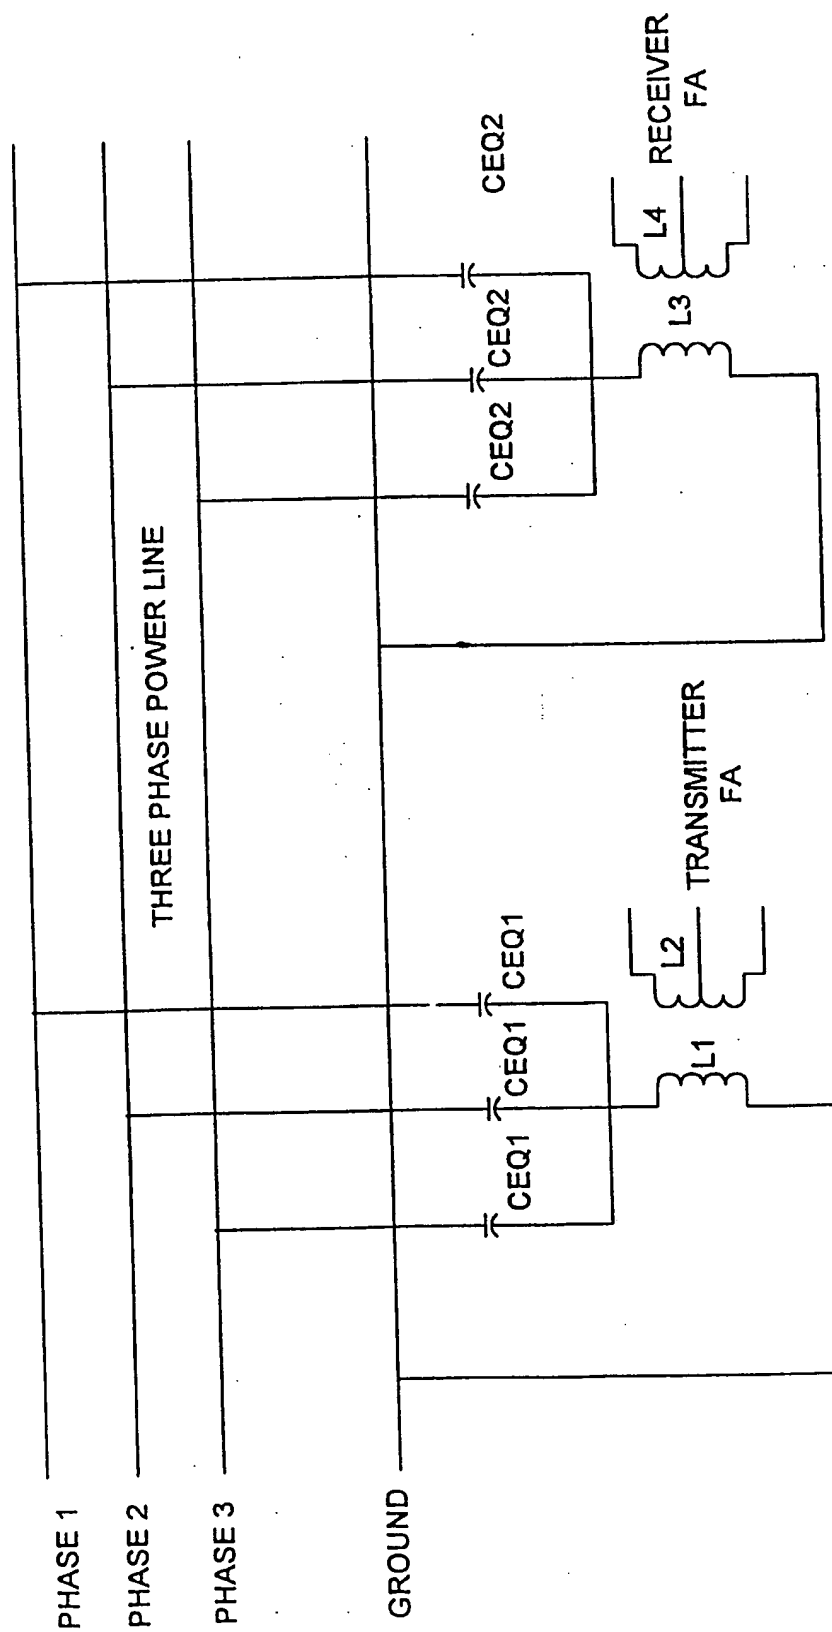 PHASE 1
PHASE 2
PHASE 3
GROUND
THREE PHASE POWER LINE
CEQ1
CEQ1
CEQ1
L1
L2
TRANSMITTER
FA
CEQ2
CEQ2
CEQ2
L3
L4
RECEIVER
FA